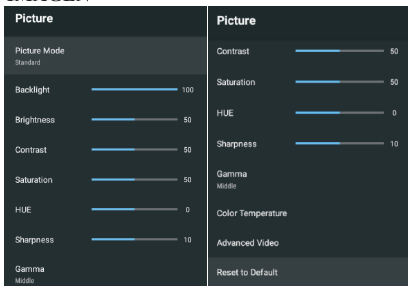 Picture
Picture Mode
Standard
Backlight 100
Brightness 50
Contrast 50
Saturation 50
HUE 0
Sharpness 10
Gamma
Middle
Picture
Contrast 50
Saturation 50
HUE 0
Sharpness 10
Gamma
Middle
Color Temperature
Advanced Video
Reset to Default